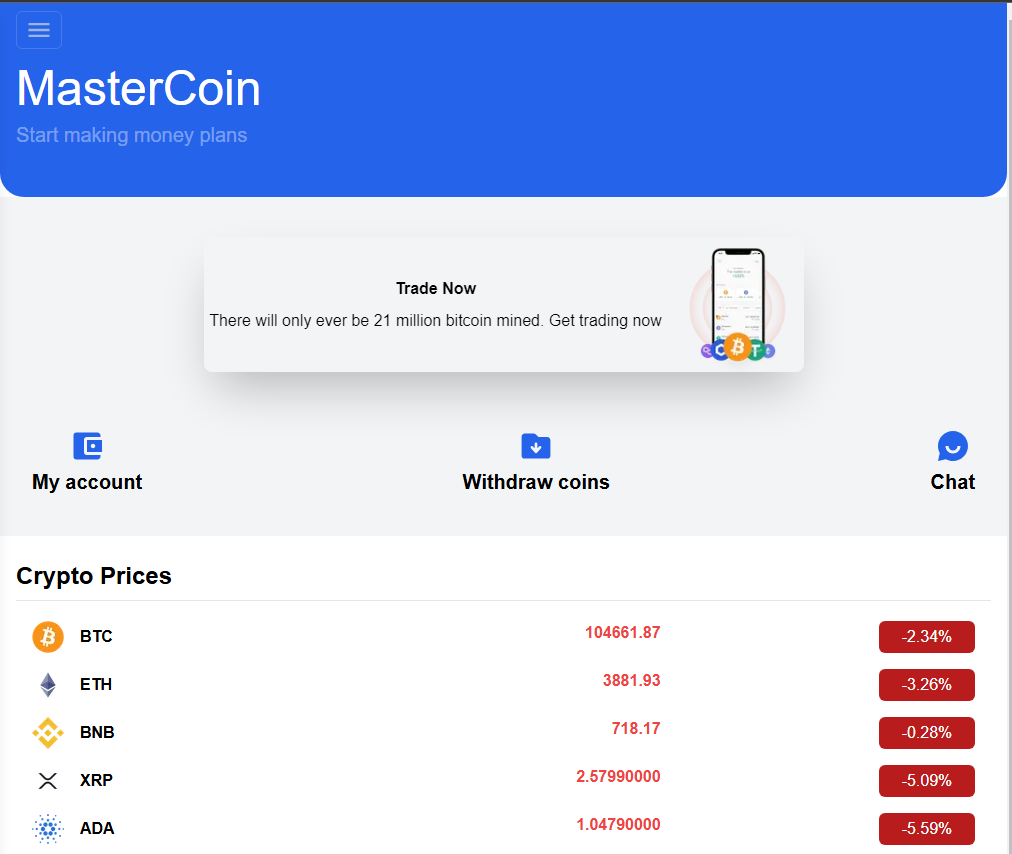 MasterCoin
Start making money plans
Trade Now
There will only ever be 21 million bitcoin mined. Get trading now
My account
Withdraw coins
Chat
Crypto Prices
BTC 104661.87 -2.34%
ETH 3881.93 -3.26%
BNB 718.17 -0.28%
XRP 2.57990000 -5.09%
ADA 1.04790000 -5.59%